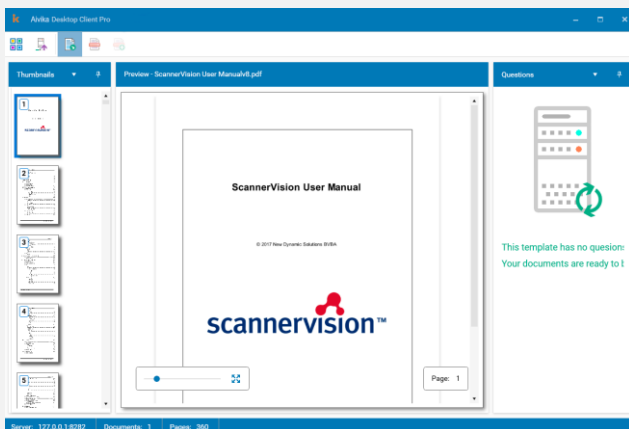 Alviks Desktop Client Pro
Thumbnails
Preview - ScannerVision User Manualv8.pdf
Questions
1
2
3
4
5
ScannerVision User Manual
© 2017 New Dynamic Solutions BVBA
scannervision™
Page: 1
This template has no quesion:
Your documents are ready to b
Server: 127.0.0.1:8282 Documents: 1 Pages: 360